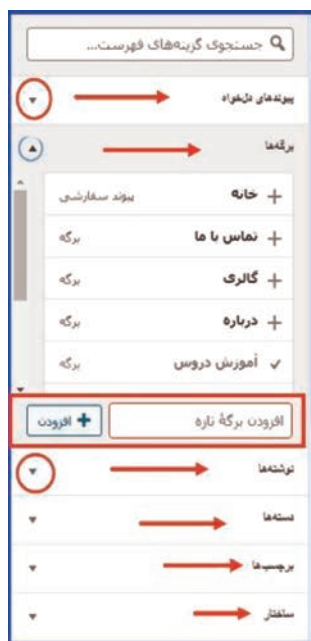 جستجوی گزینه‌های فهرست...
پیوندهای دلخواه
برگه‌ها
خانه پیوند سفارشی
تماس با ما برگه
گالری برگه
درباره برگه
آموزش دروس برگه
افزودن برگهٔ تازه افزودن
نوشته‌ها
دسته‌ها
برچسب‌ها
ساختار